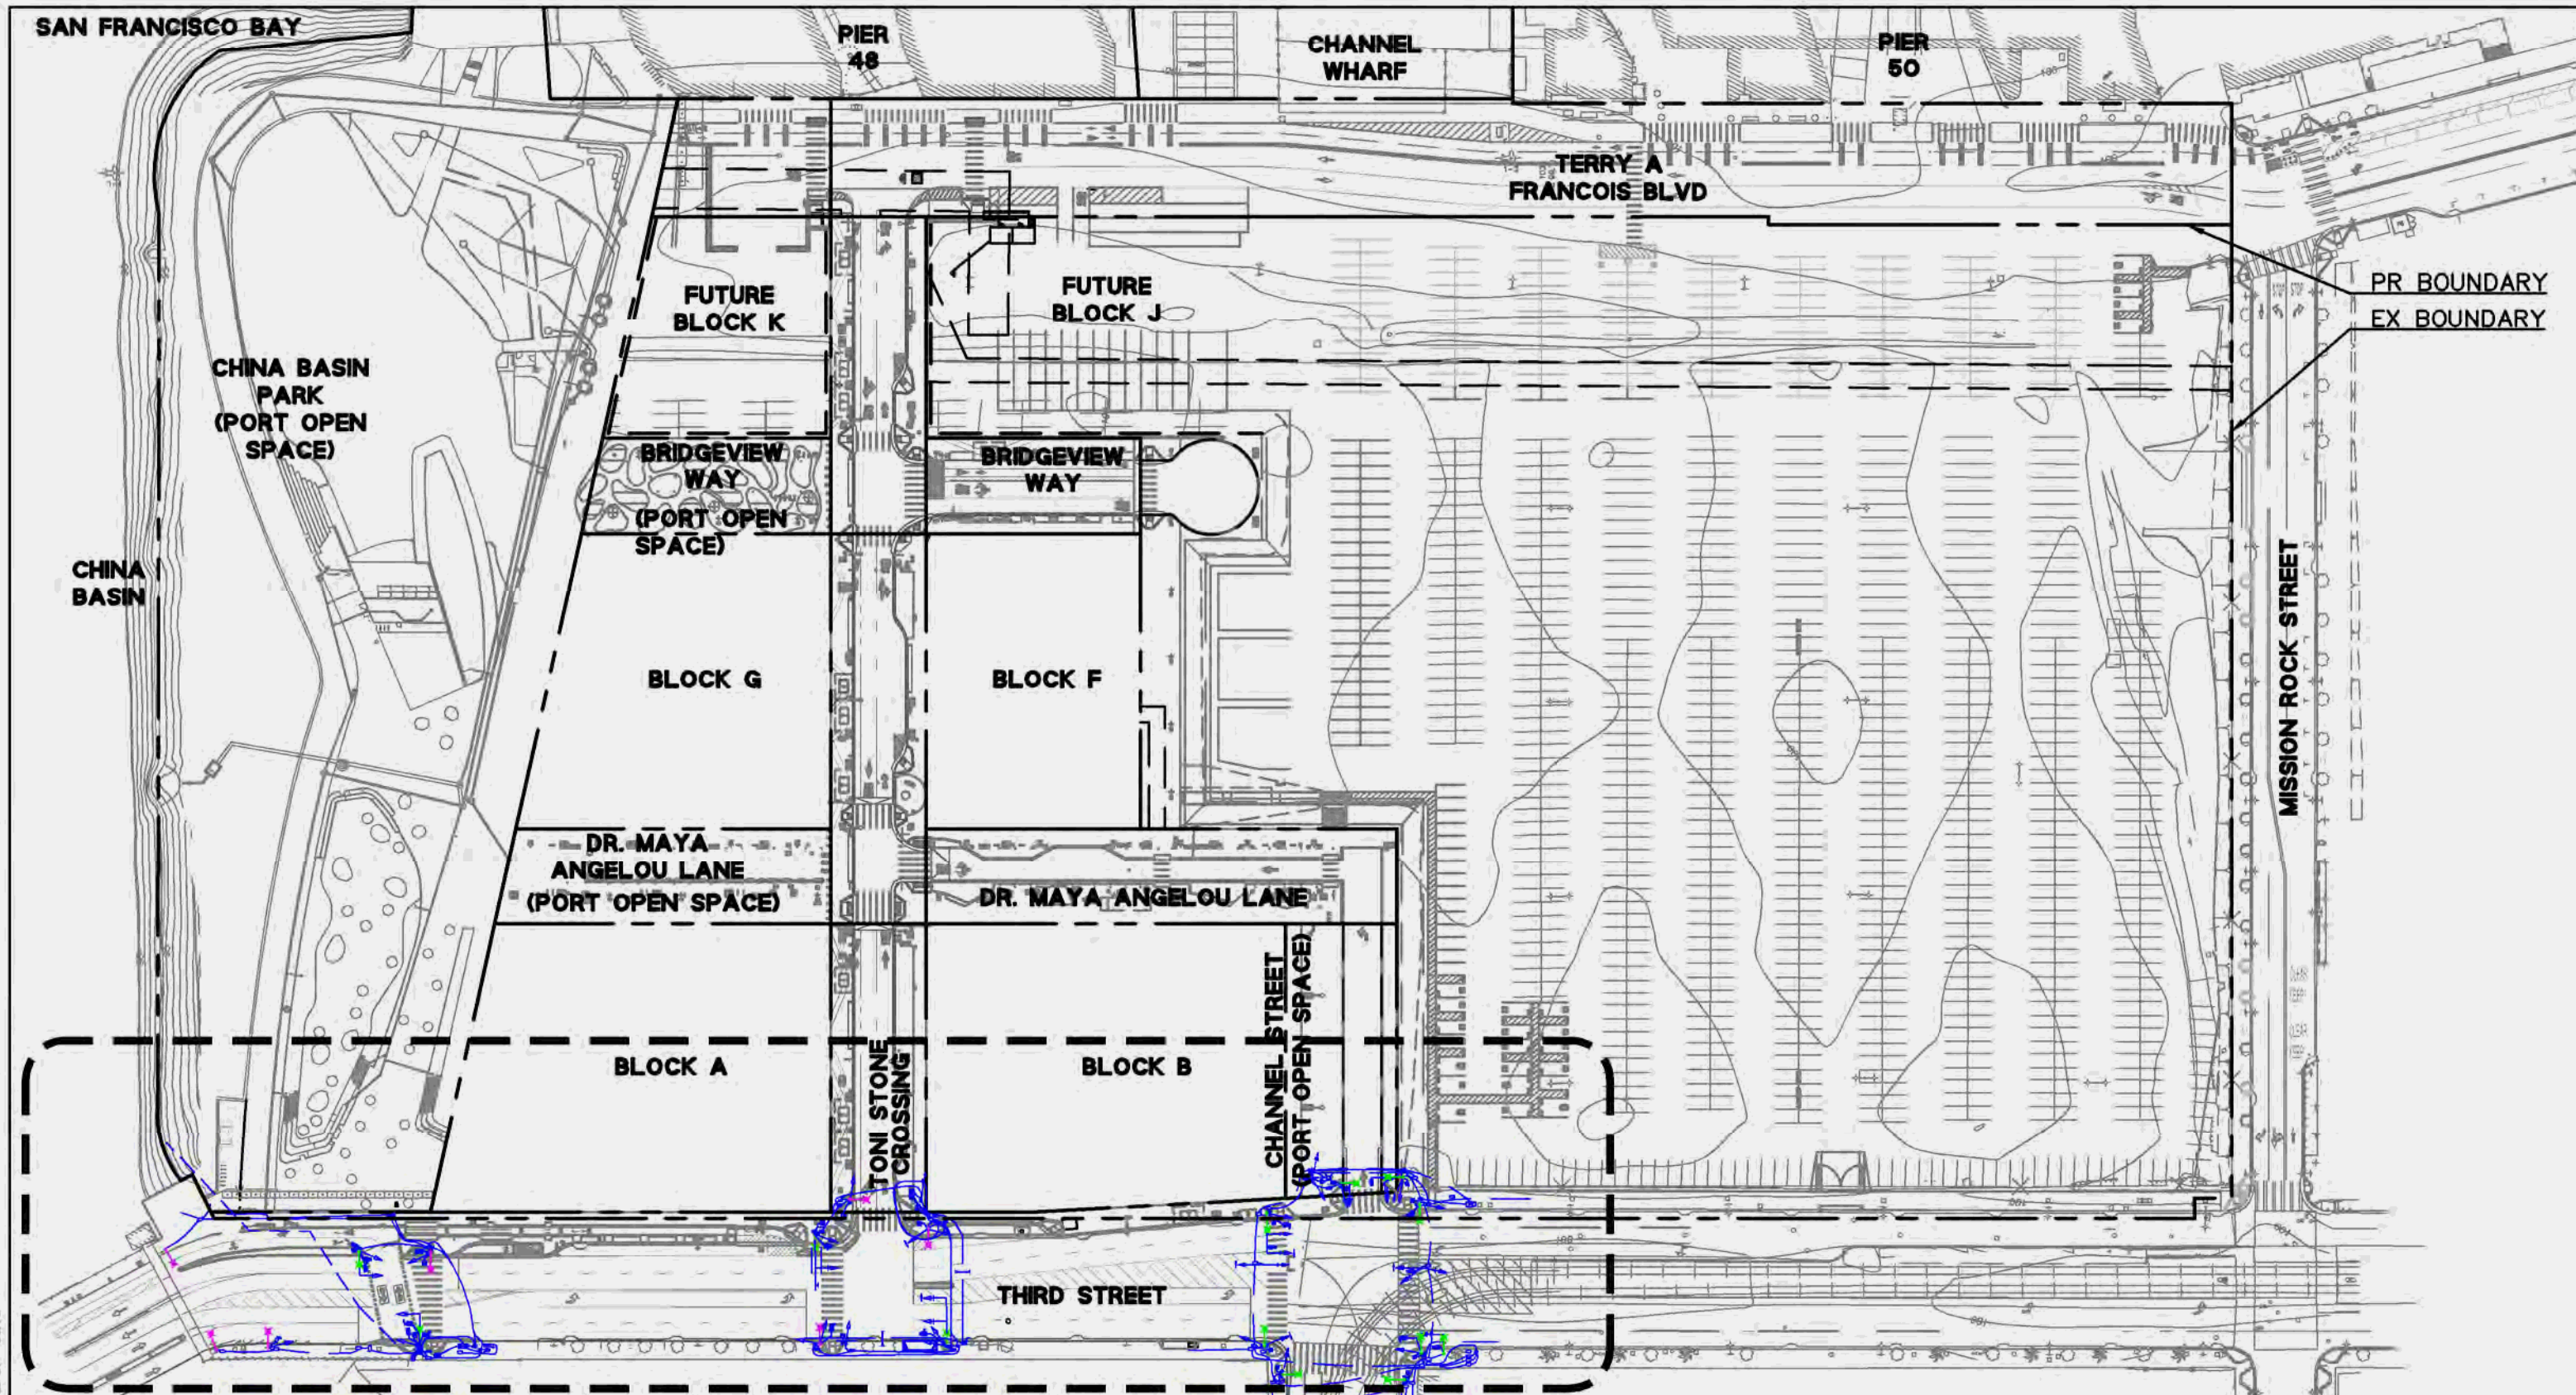 SAN FRANCISCO BAY
PIER
48
CHANNEL
WHARF
PIER
50
TERRY A
FRANCOIS BLVD
PR BOUNDARY
EX BOUNDARY
FUTURE
BLOCK K
FUTURE
BLOCK J
CHINA BASIN
PARK
(PORT OPEN
SPACE)
BRIDGEVIEW
WAY
(PORT OPEN
SPACE)
BRIDGEVIEW
WAY
CHINA
BASIN
MISSION ROCK STREET
BLOCK G
BLOCK F
DR. MAYA
ANGELOU LANE
(PORT OPEN SPACE)
DR. MAYA ANGELOU LANE
BLOCK A
TONI STONE
CROSSING
BLOCK B
CHANNEL STREET
(PORT OPEN SPACE)
THIRD STREET